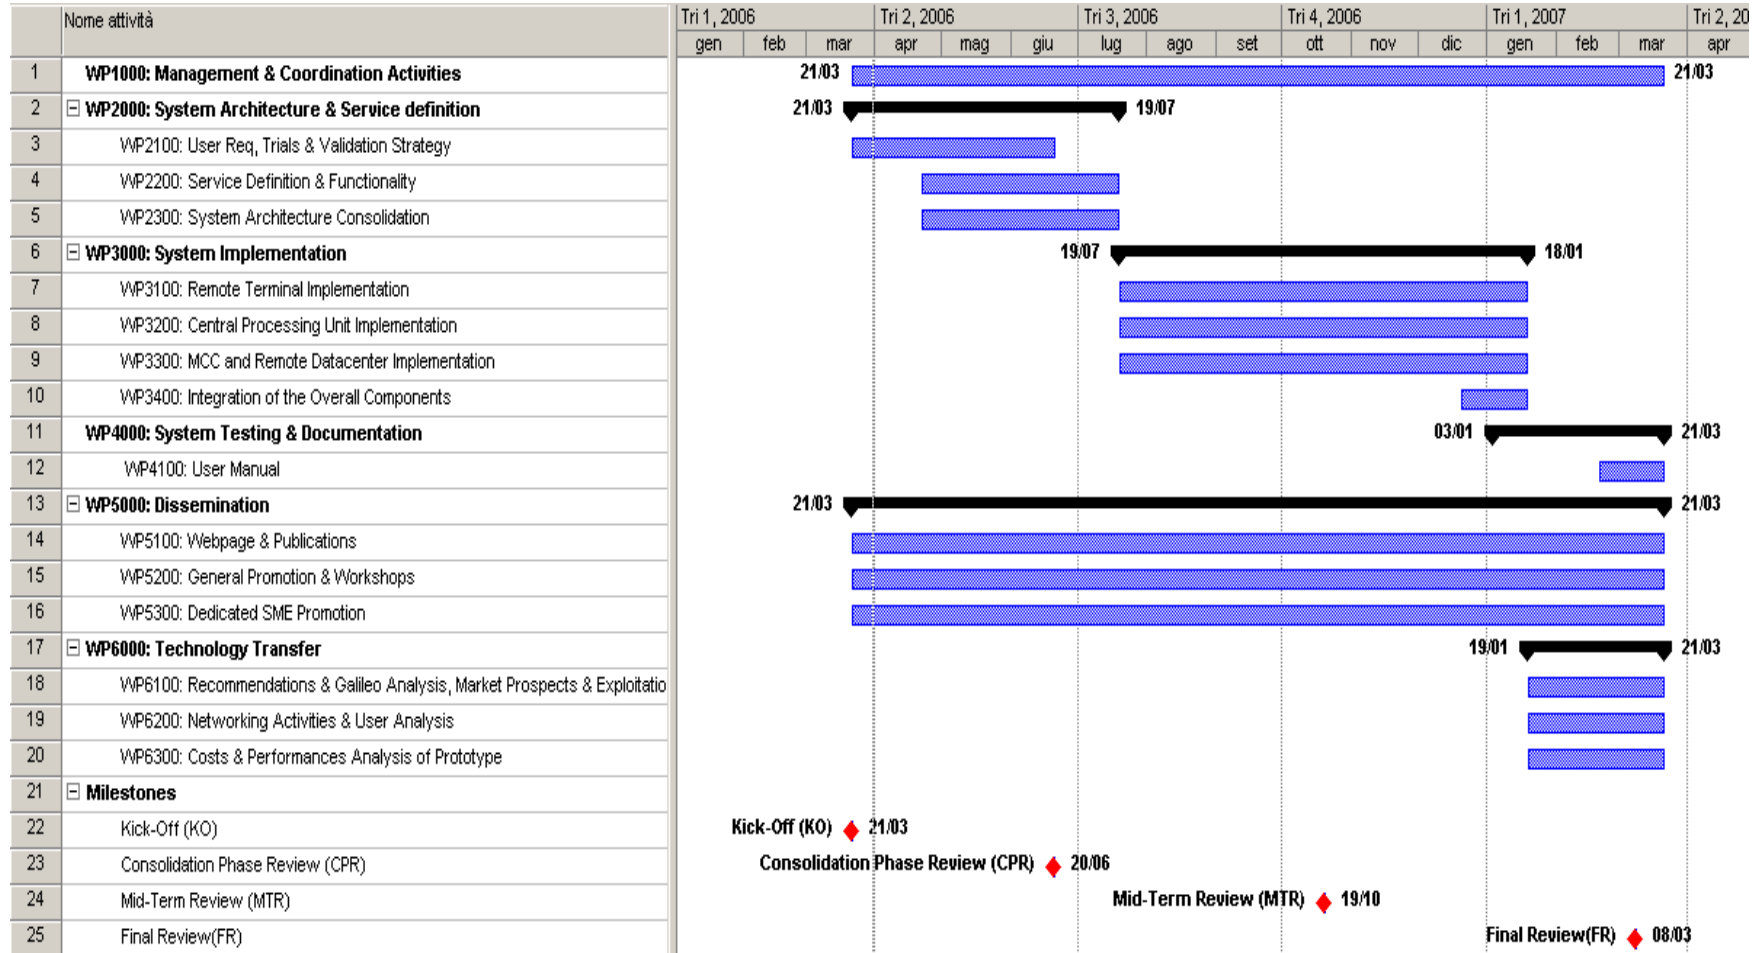 Nome attività
Tri 1, 2006 Tri 2, 2006 Tri 3, 2006 Tri 4, 2006 Tri 1, 2007 Tri 2, 20
gen feb mar apr mag giu lug ago set ott nov dic gen feb mar apr
1 WP1000: Management & Coordination Activities 21/03 21/03
2 WP2000: System Architecture & Service definition 21/03 19/07
3 WP2100: User Req, Trials & Validation Strategy
4 WP2200: Service Definition & Functionality
5 WP2300: System Architecture Consolidation
6 WP3000: System Implementation 19/07 18/01
7 WP3100: Remote Terminal Implementation
8 WP3200: Central Processing Unit Implementation
9 WP3300: MCC and Remote Datacenter Implementation
10 WP3400: Integration of the Overall Components
11 WP4000: System Testing & Documentation 03/01 21/03
12 WP4100: User Manual
13 WP5000: Dissemination 21/03 21/03
14 WP5100: Webpage & Publications
15 WP5200: General Promotion & Workshops
16 WP5300: Dedicated SME Promotion
17 WP6000: Technology Transfer 19/01 21/03
18 WP6100: Recommendations & Galileo Analysis, Market Prospects & Exploitatio
19 WP6200: Networking Activities & User Analysis
20 WP6300: Costs & Performances Analysis of Prototype
21 Milestones
22 Kick-Off (KO) Kick-Off (KO) 21/03
23 Consolidation Phase Review (CPR) Consolidation Phase Review (CPR) 20/06
24 Mid-Term Review (MTR) Mid-Term Review (MTR) 19/10
25 Final Review(FR) Final Review(FR) 08/03